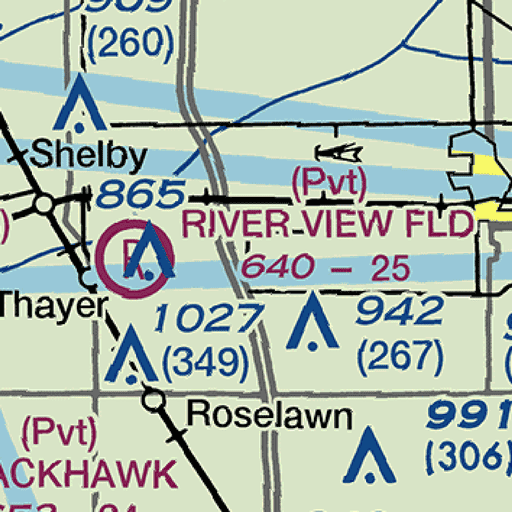 909
(260)
Shelby
865
(Pvt)
RIVER VIEW FLD
R
640 - 25
Thayer
1027
(349)
942
(267)
Roselawn
(Pvt)
ACKHAWK
991
(306)